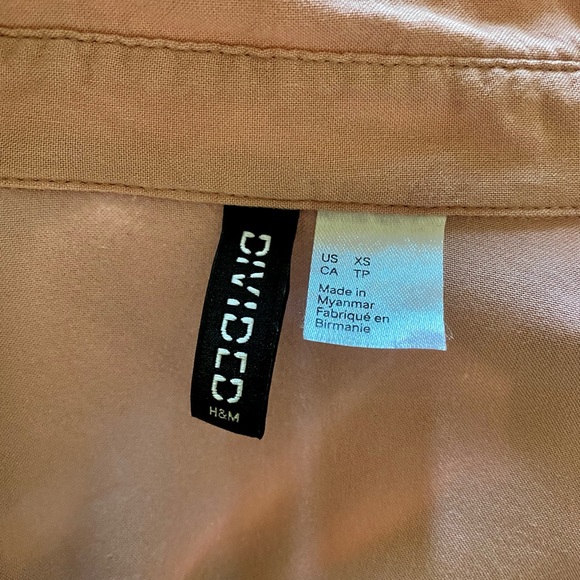 DIVIDED
H&M
US XS
CA TP
Made in
Myanmar
Fabriqué en
Birmanie